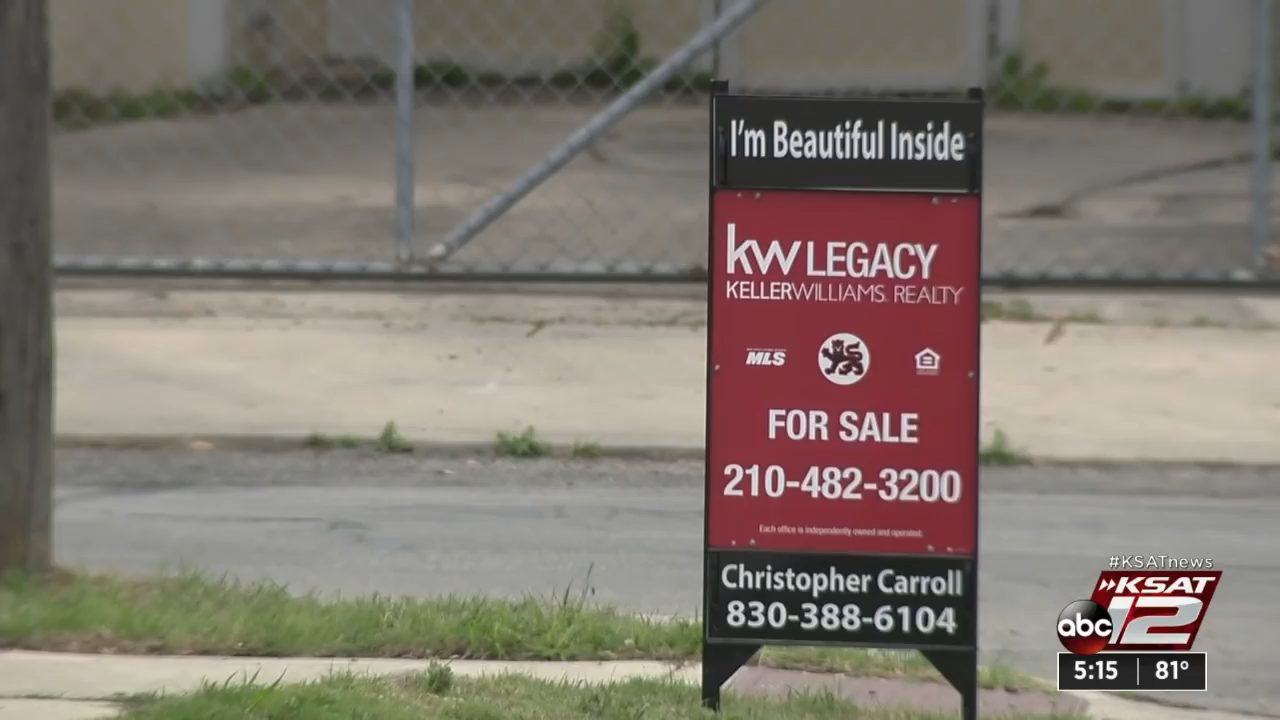 I'm Beautiful Inside
kw LEGACY
KELLERWILLIAMS. REALTY
MLS
FOR SALE
210-482-3200
Each office is independently owned and operated.
Christopher Carroll
830-388-6104
#KSATnews
KSAT
abc 12
5:15 81°